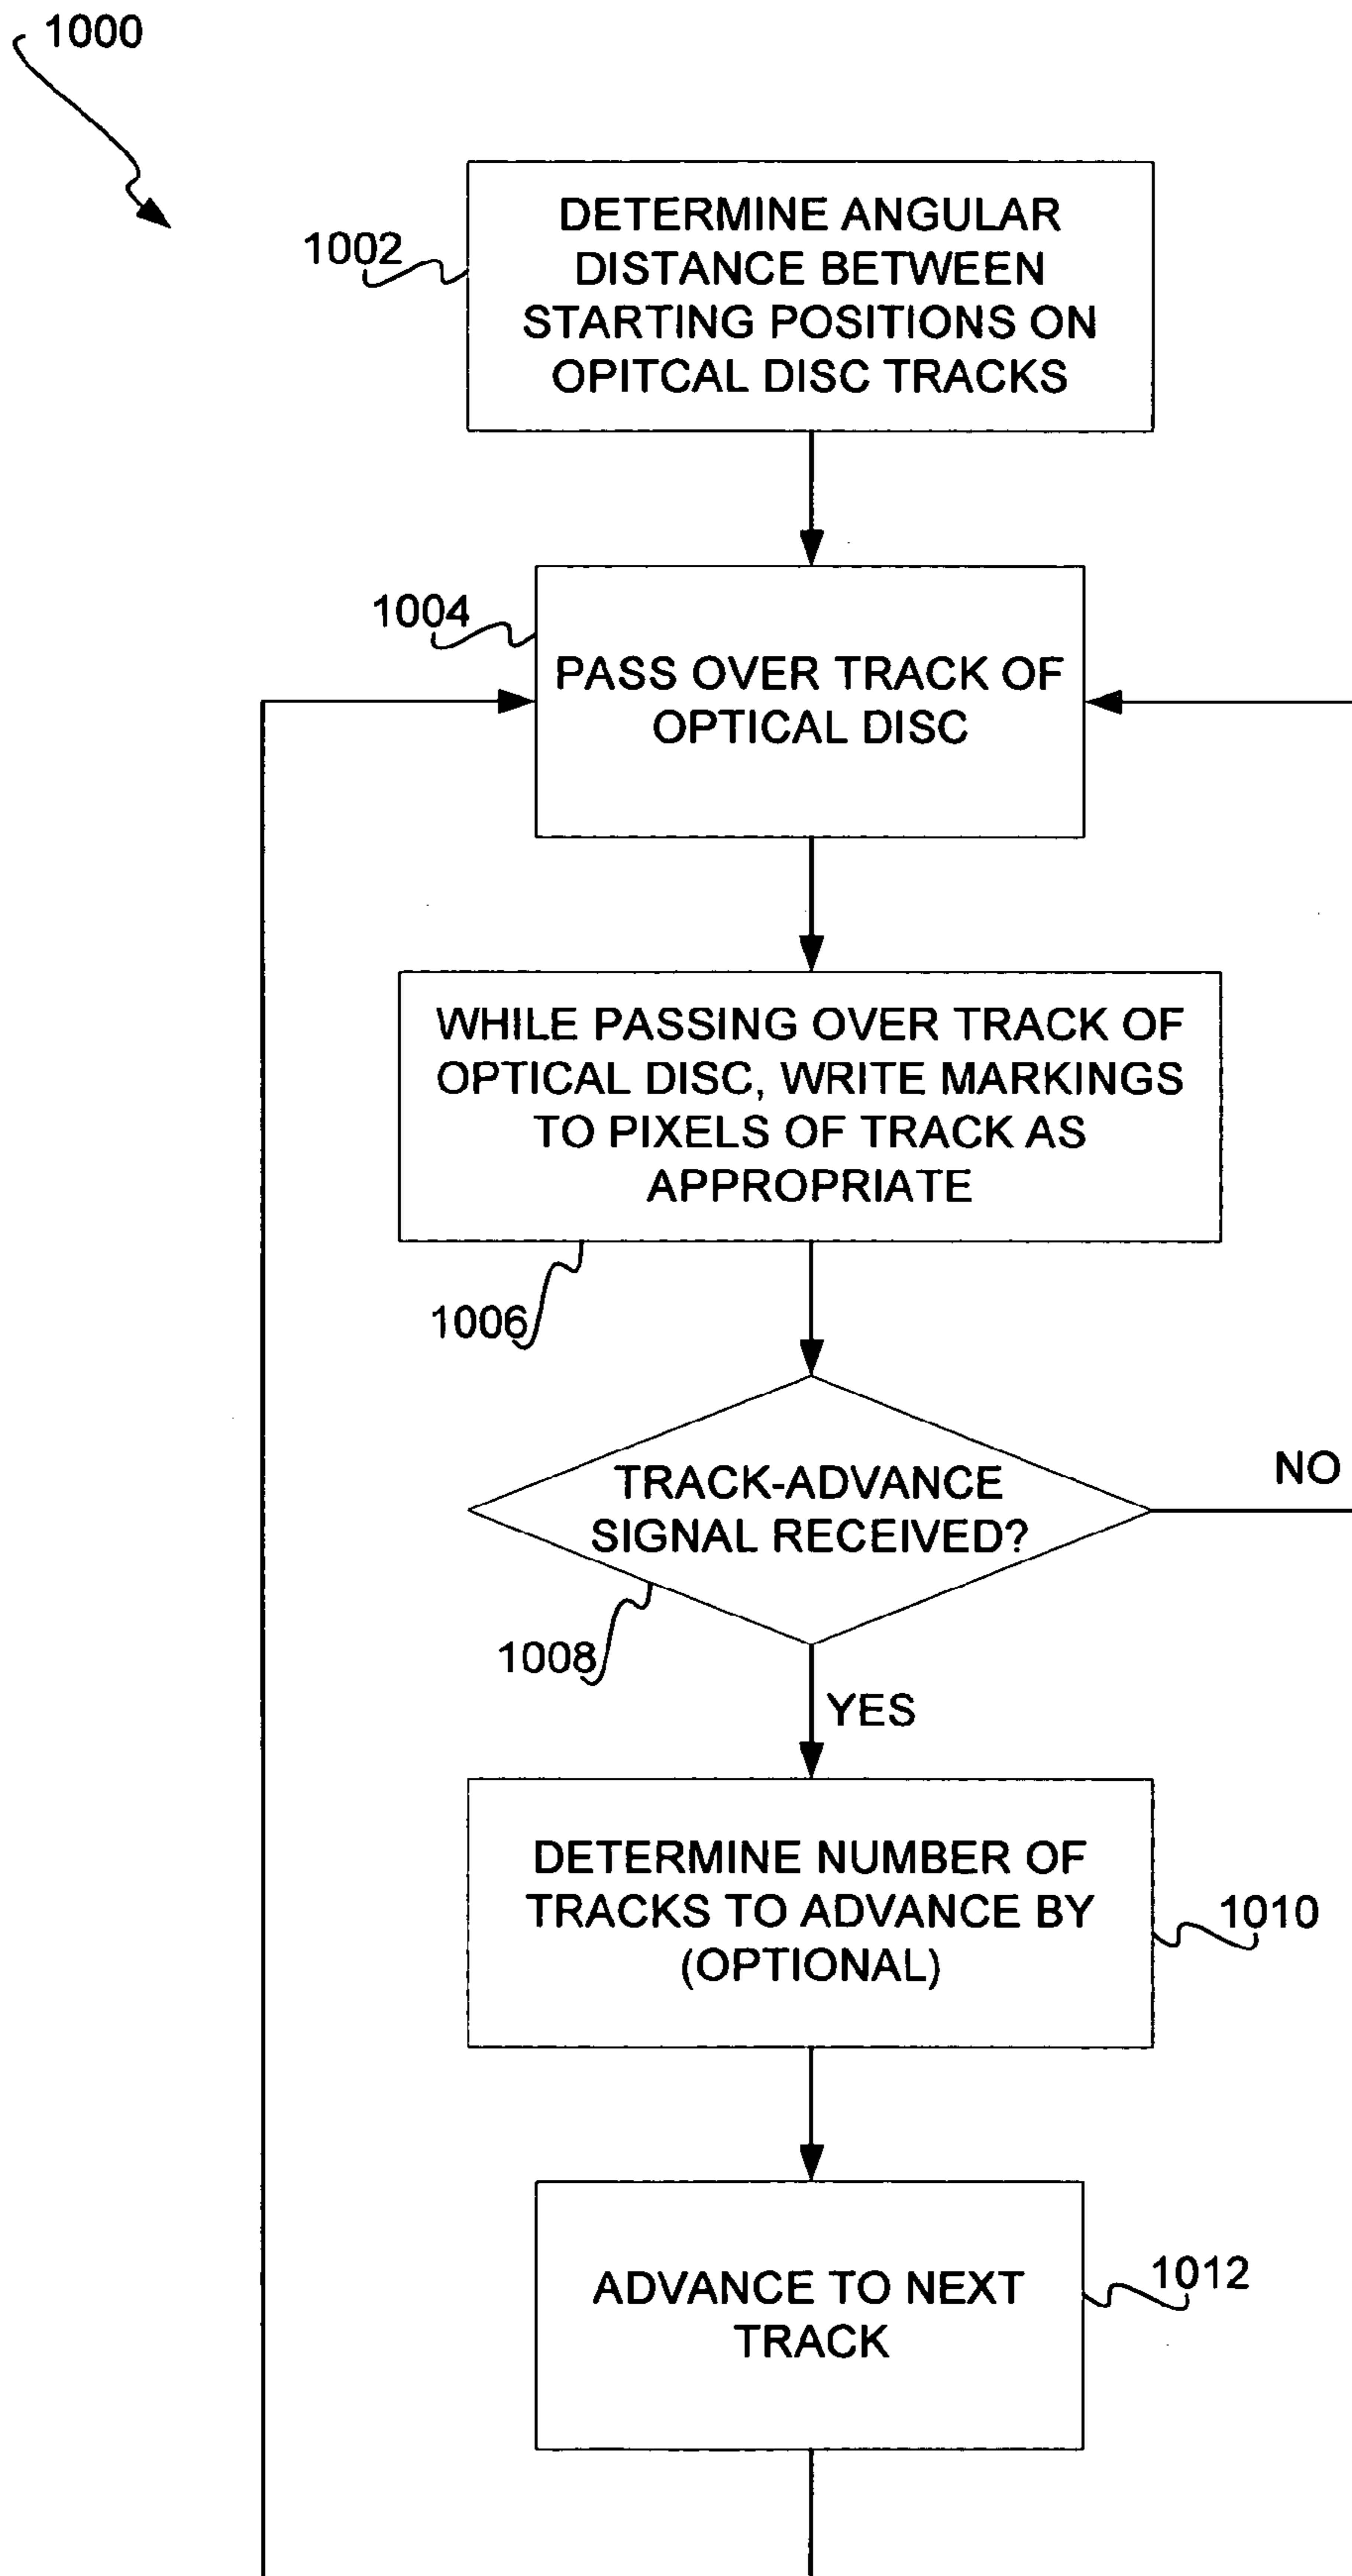 1000
1002
DETERMINE ANGULAR
DISTANCE BETWEEN
STARTING POSITIONS ON
OPITCAL DISC TRACKS
1004
PASS OVER TRACK OF
OPTICAL DISC
WHILE PASSING OVER TRACK OF
OPTICAL DISC, WRITE MARKINGS
TO PIXELS OF TRACK AS
APPROPRIATE
1006
TRACK-ADVANCE
SIGNAL RECEIVED?
NO
1008
YES
DETERMINE NUMBER OF
TRACKS TO ADVANCE BY
(OPTIONAL)
1010
ADVANCE TO NEXT
TRACK
1012